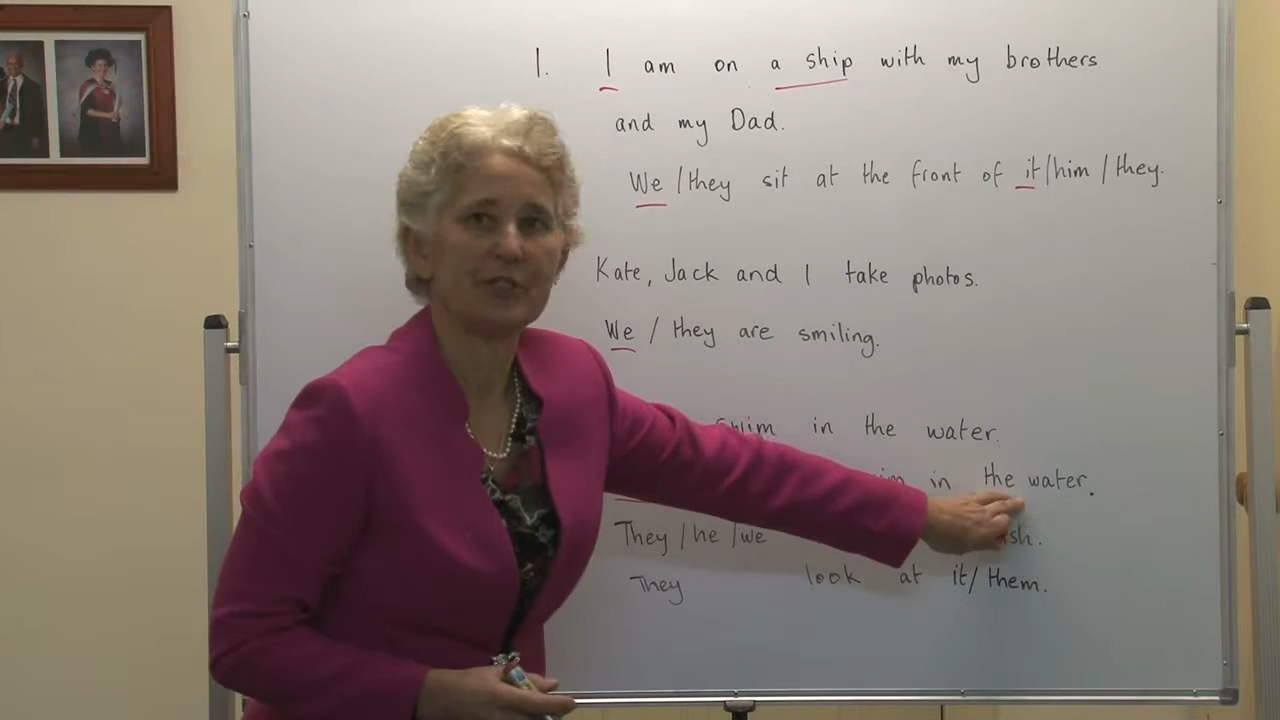 1. I am on a ship with my brothers
and my Dad.
We / they sit at the front of it/him / they.
Kate, Jack and I take photos.
We / they are smiling.
swim in the water.
in the water.
They / he / we
They look at it / them.